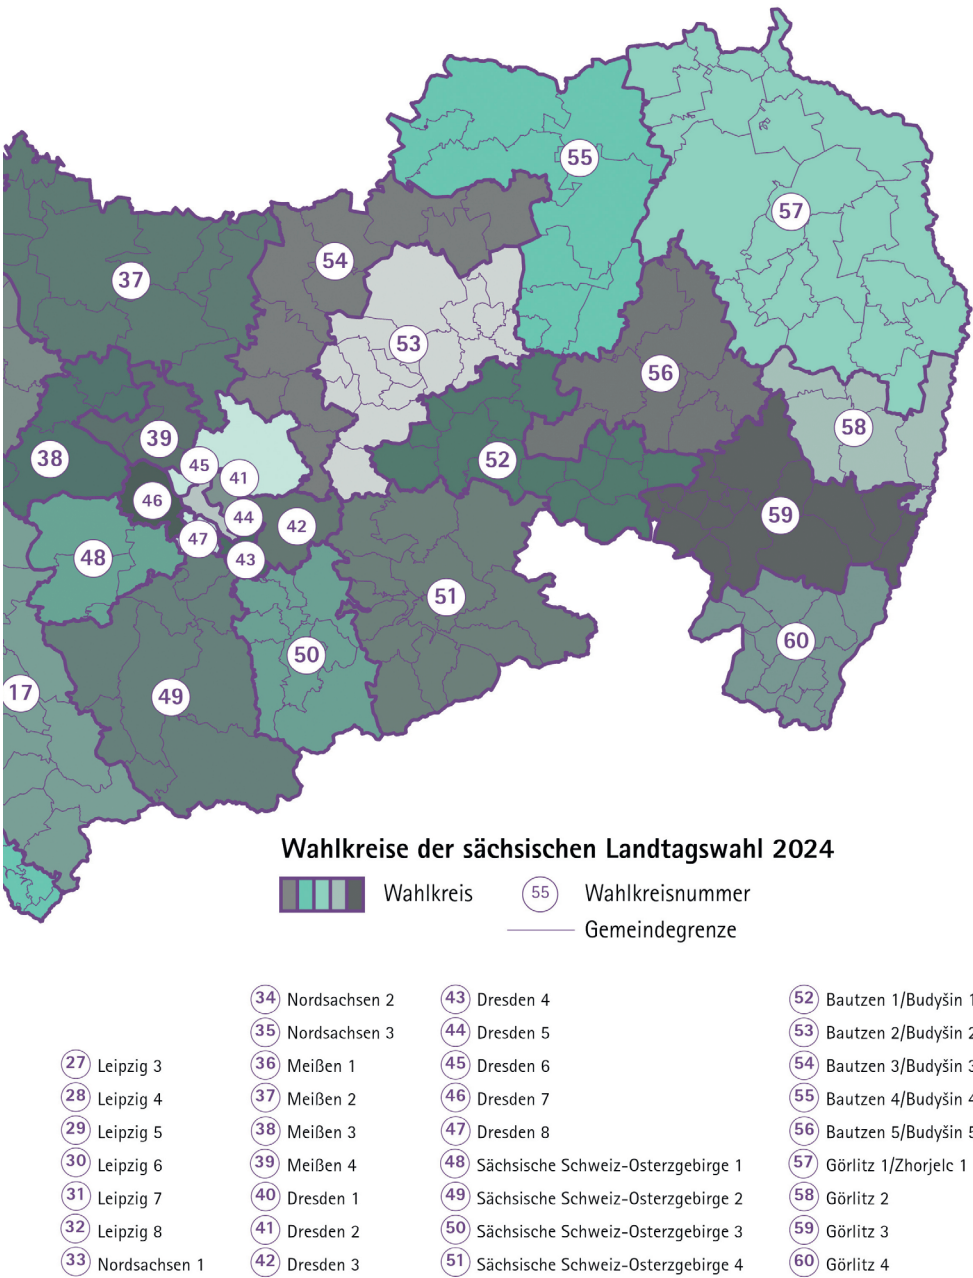 55
57
37
54
53
56
58
39
38
45
41
52
46
44
42
59
47
43
48
51
60
50
17
49
Wahlkreise der sächsischen Landtagswahl 2024
Wahlkreis 55 Wahlkreisnummer
Gemeindegrenze
34 Nordsachsen 2
35 Nordsachsen 3
27 Leipzig 3
36 Meißen 1
28 Leipzig 4
37 Meißen 2
29 Leipzig 5
38 Meißen 3
30 Leipzig 6
39 Meißen 4
31 Leipzig 7
40 Dresden 1
32 Leipzig 8
41 Dresden 2
33 Nordsachsen 1
42 Dresden 3
43 Dresden 4
44 Dresden 5
45 Dresden 6
46 Dresden 7
47 Dresden 8
48 Sächsische Schweiz-Osterzgebirge 1
49 Sächsische Schweiz-Osterzgebirge 2
50 Sächsische Schweiz-Osterzgebirge 3
51 Sächsische Schweiz-Osterzgebirge 4
52 Bautzen 1/Budyšin 1
53 Bautzen 2/Budyšin 2
54 Bautzen 3/Budyšin 3
55 Bautzen 4/Budyšin 4
56 Bautzen 5/Budyšin 5
57 Görlitz 1/Zhorjelc 1
58 Görlitz 2
59 Görlitz 3
60 Görlitz 4